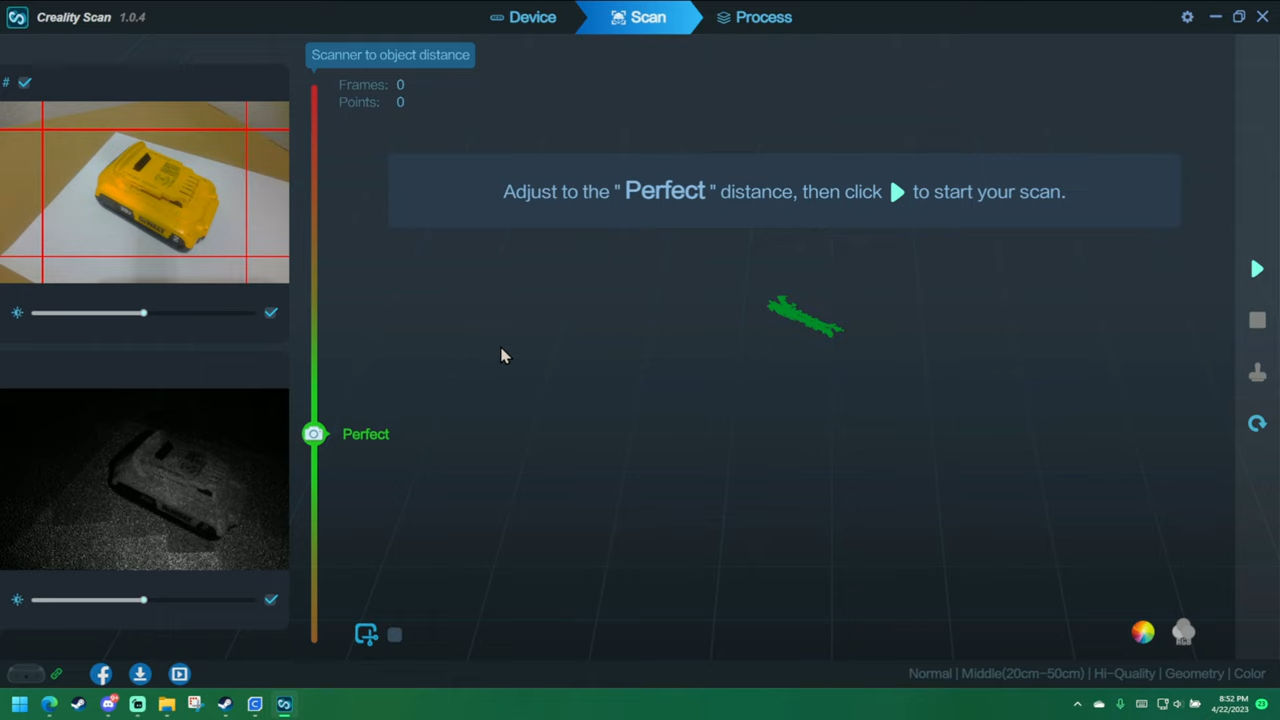 Creality Scan 1.0.4
Device
Scan
Process
Scanner to object distance
#
Frames: 0
Points: 0
Adjust to the "Perfect" distance, then click to start your scan.
Perfect
Normal | Middle(20cm-50cm) | Hi-Quality | Geometry | Color
8:52 PM
4/22/2023
23